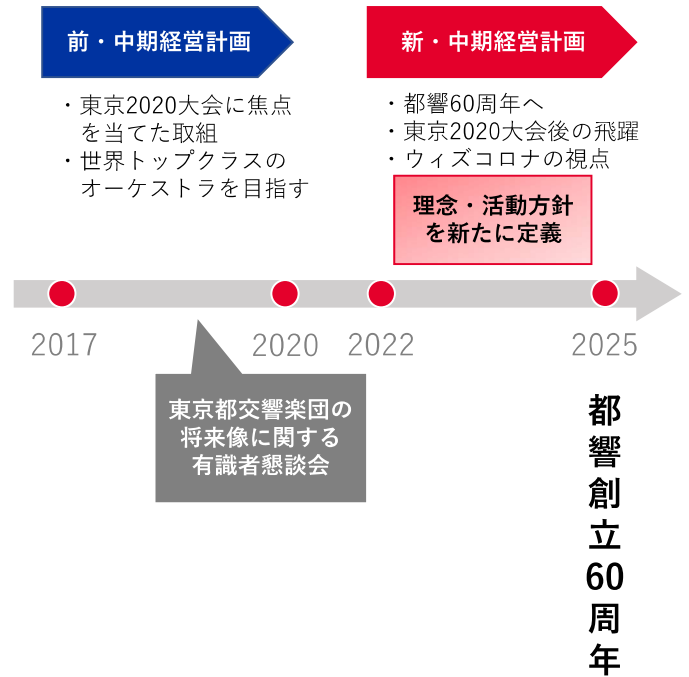 前・中期経営計画
・東京2020大会に焦点
を当てた取組
・世界トップクラスの
オーケストラを目指す
新・中期経営計画
・都響60周年へ
・東京2020大会後の飛躍
・ウィズコロナの視点
理念・活動方針
を新たに定義
2017
2020
2022
2025
東京都交響楽団の
将来像に関する
有識者懇談会
都響創立60周年